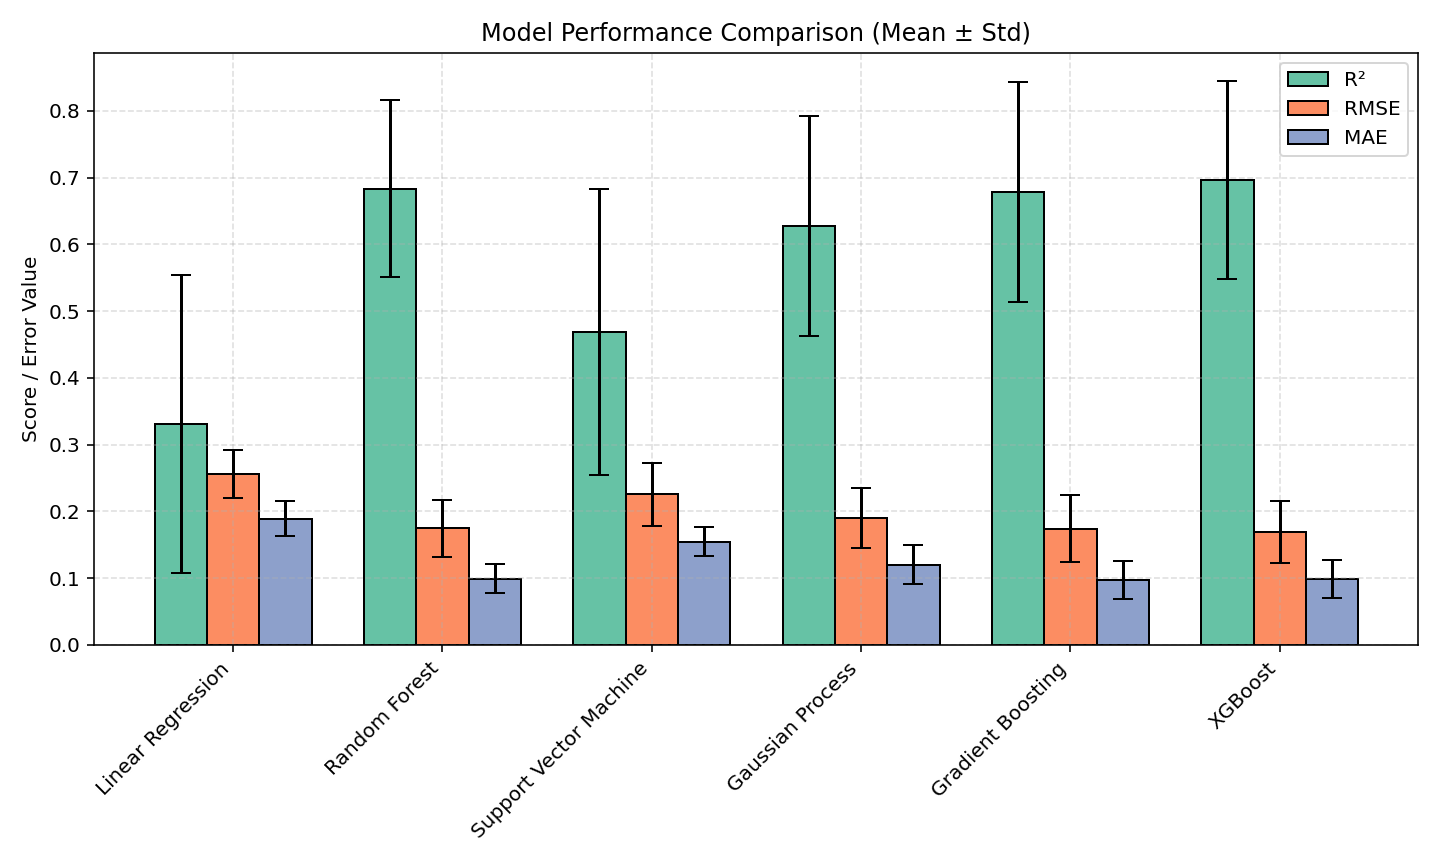 Model Performance Comparison (Mean ± Std)
R²
RMSE
MAE
Score / Error Value
0.8
0.7
0.6
0.5
0.4
0.3
0.2
0.1
0.0
Linear Regression
Random Forest
Support Vector Machine
Gaussian Process
Gradient Boosting
XGBoost